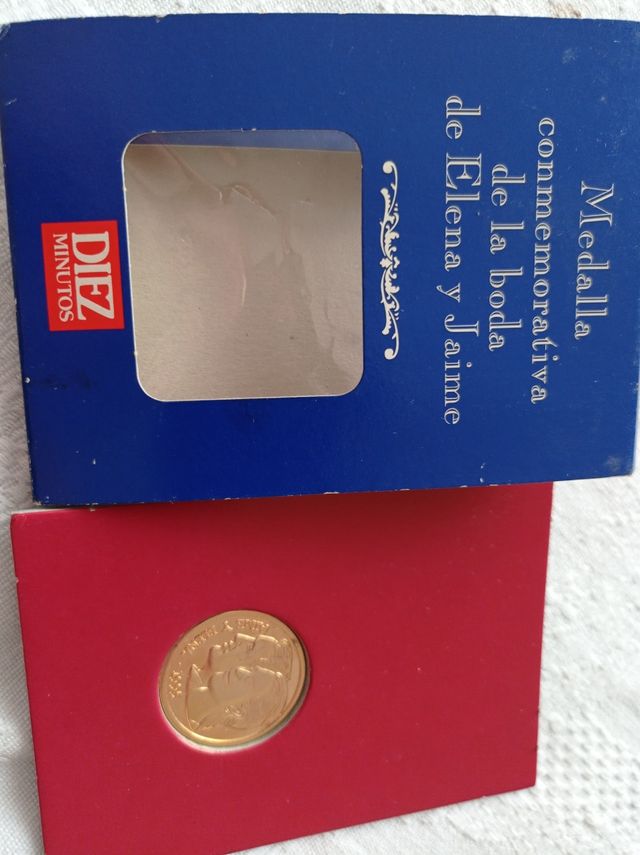 Medalla
conmemorativa
de la boda
de Elena y Jaime
DIEZ
MINUTOS